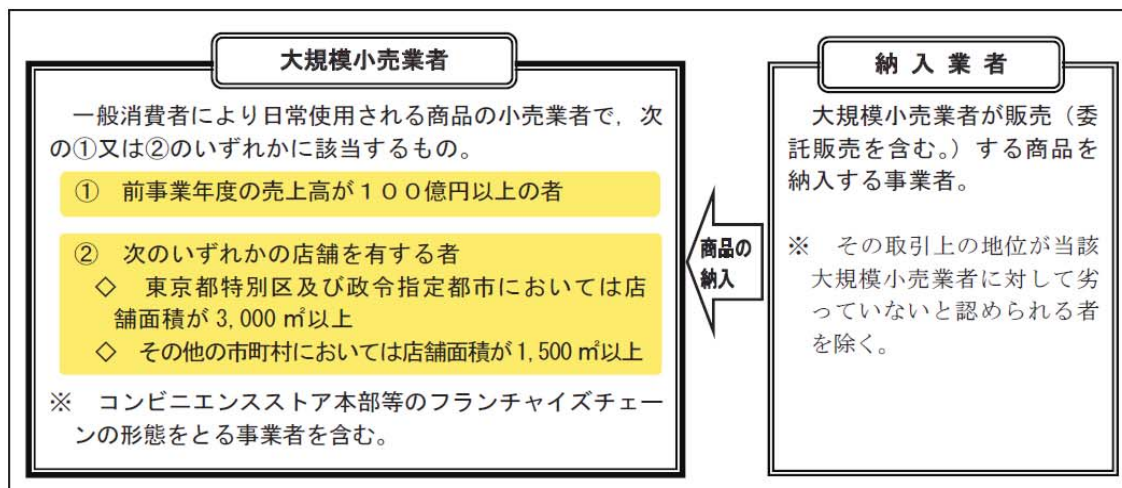 大規模小売業者
一般消費者により日常使用される商品の小売業者で，次
の①又は②のいずれかに該当するもの。
① 前事業年度の売上高が１００億円以上の者
② 次のいずれかの店舗を有する者
◇ 東京都特別区及び政令指定都市においては店
舗面積が 3,000 ㎡以上
◇ その他の市町村においては店舗面積が 1,500 ㎡以上
※ コンビニエンスストア本部等のフランチャイズチェー
ンの形態をとる事業者を含む。
商品の
納入
納 入 業 者
大規模小売業者が販売（委
託販売を含む。）する商品を
納入する事業者。
※ その取引上の地位が当該
大規模小売業者に対して劣
っていないと認められる者
を除く。